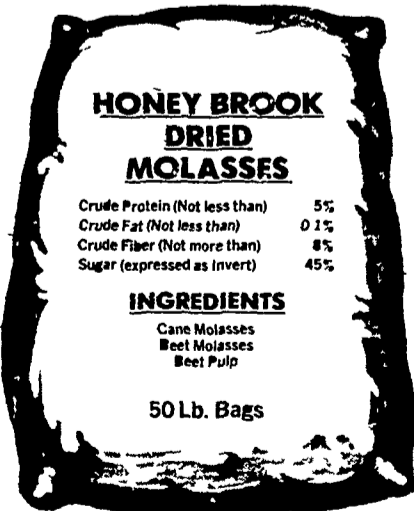 HONEY BROOK
DRIED
MOLASSES
Crude Protein (Not less than) 5%
Crude Fat (Not less than) 0 1%
Crude Fiber (Not more than) 8%
Sugar (expressed as Invert) 45%
INGREDIENTS
Cane Molasses
Beet Molasses
Beet Pulp
50 Lb. Bags